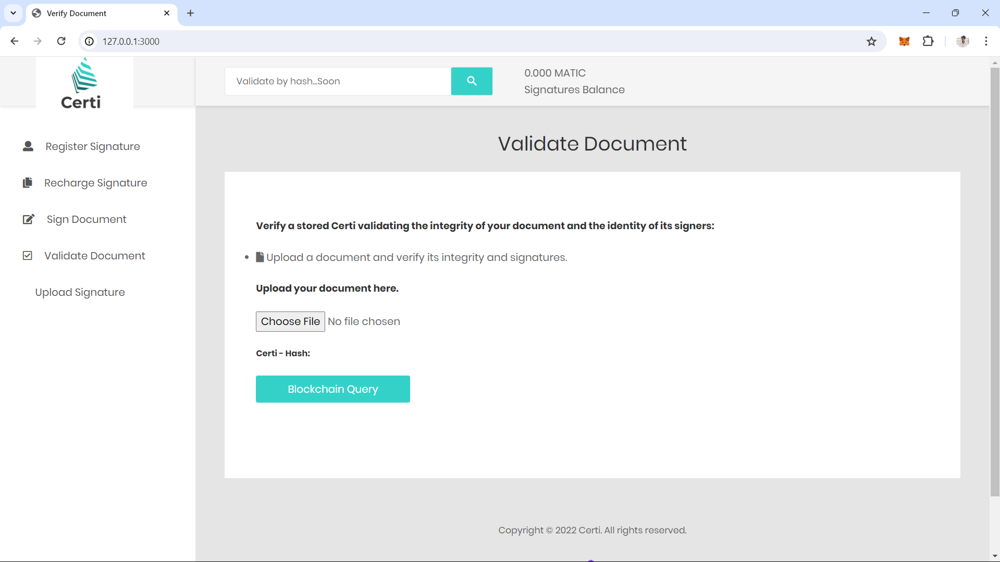 Verify Document
127.0.0.1:3000
Certi
Validate by hash...Soon
0.000 MATIC
Signatures Balance
Register Signature
Recharge Signature
Sign Document
Validate Document
Upload Signature
Validate Document
Verify a stored Certi validating the integrity of your document and the identity of its signers:
Upload a document and verify its integrity and signatures.
Upload your document here.
Choose File No file chosen
Certi - Hash:
Blockchain Query
Copyright © 2022 Certi. All rights reserved.